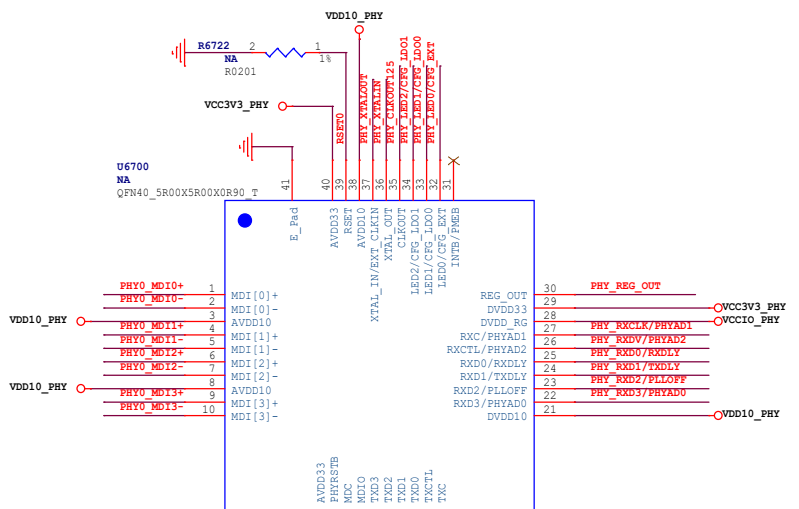 VDD10_PHY
R6722 2 1
NA
R0201 1%
VCC3V3_PHY
RSET0
PHY_XTALOUT
PHY_XTALIN
PHY_CLKOUT125
PHY_LED2/CFG_LDO1
PHY_LED1/CFG_LDO0
PHY_LED0/CFG_EXT
U6700
NA
QFN40_5R00X5R00X0R90_T
41 40 39 38 37 36 35 34 33 32 31
E_Pad
AVDD33
RSET
AVDD10
XTAL_IN/EXT_CLKIN
XTAL_OUT
CLKOUT
LED2/CFG_LDO1
LED1/CFG_LDO0
LED0/CFG_EXT
INTB/PMEB
PHY0_MDI0+ 1 MDI[0]+
PHY0_MDI0- 2 MDI[0]-
VDD10_PHY 3 AVDD10
PHY0_MDI1+ 4 MDI[1]+
PHY0_MDI1- 5 MDI[1]-
PHY0_MDI2+ 6 MDI[2]+
PHY0_MDI2- 7 MDI[2]-
VDD10_PHY 8 AVDD10
PHY0_MDI3+ 9 MDI[3]+
PHY0_MDI3- 10 MDI[3]-
REG_OUT 30 PHY_REG_OUT
DVDD33 29 VCC3V3_PHY
DVDD_RG 28 VCCIO_PHY
RXC/PHYAD1 27 PHY_RXCLK/PHYAD1
RXCTL/PHYAD2 26 PHY_RXDV/PHYAD2
RXD0/RXDLY 25 PHY_RXD0/RXDLY
RXD1/TXDLY 24 PHY_RXD1/TXDLY
RXD2/PLLOFF 23 PHY_RXD2/PLLOFF
RXD3/PHYAD0 22 PHY_RXD3/PHYAD0
DVDD10 21 VDD10_PHY
AVDD33
PHYRSTB
MDC
MDIO
TXD3
TXD2
TXD1
TXD0
TXCTL
TXC